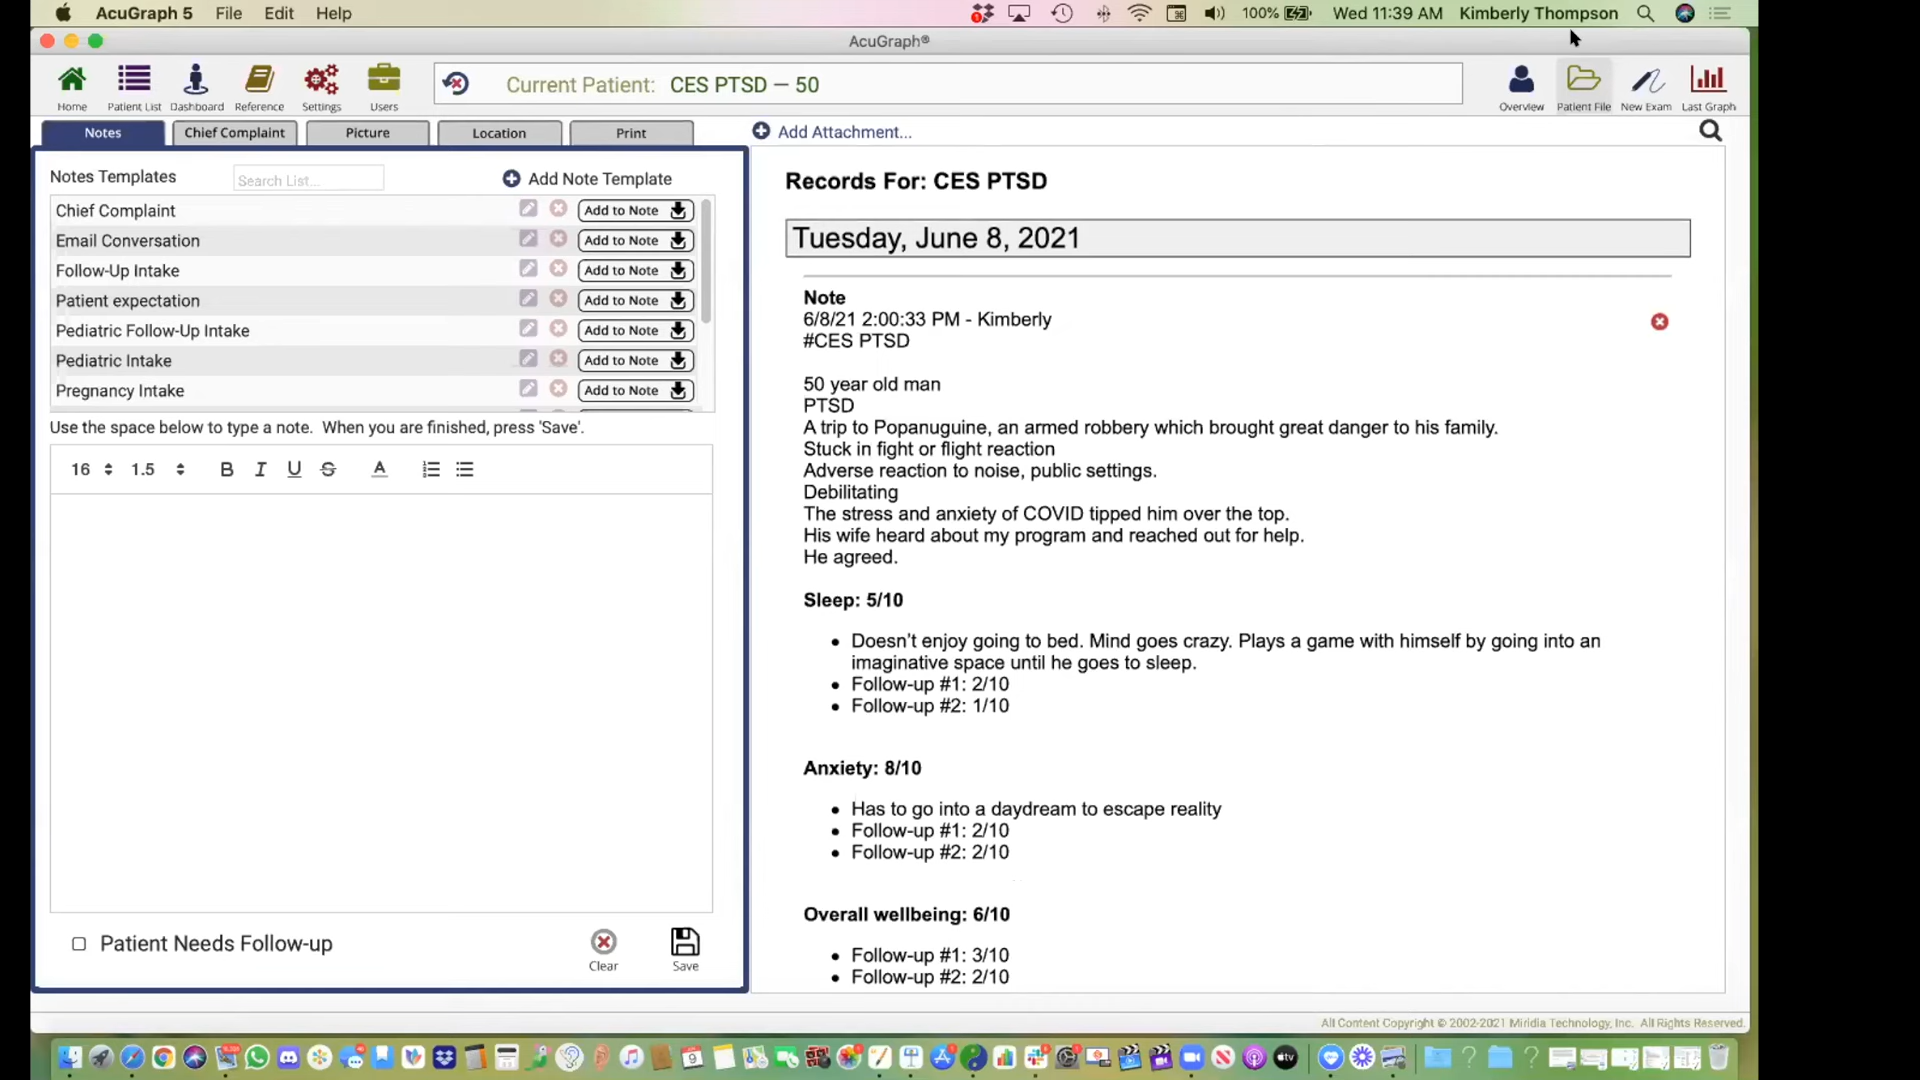 AcuGraph 5 File Edit Help 100% Wed 11:39 AM Kimberly Thompson
AcuGraph®
Home Patient List Dashboard Reference Settings Users Current Patient: CES PTSD — 50 Overview Patient File New Exam Last Graph
Notes Chief Complaint Picture Location Print
Add Attachment...
Notes Templates Search List... Add Note Template
Chief Complaint Add to Note
Email Conversation Add to Note
Follow-Up Intake Add to Note
Patient expectation Add to Note
Pediatric Follow-Up Intake Add to Note
Pediatric Intake Add to Note
Pregnancy Intake Add to Note
Use the space below to type a note. When you are finished, press 'Save'.
16 1.5 B I U S A
Patient Needs Follow-up Clear Save
Records For: CES PTSD
Tuesday, June 8, 2021
Note
6/8/21 2:00:33 PM - Kimberly
#CES PTSD
50 year old man
PTSD
A trip to Popanuguine, an armed robbery which brought great danger to his family.
Stuck in fight or flight reaction
Adverse reaction to noise, public settings.
Debilitating
The stress and anxiety of COVID tipped him over the top.
His wife heard about my program and reached out for help.
He agreed.
Sleep: 5/10
• Doesn't enjoy going to bed. Mind goes crazy. Plays a game with himself by going into an
imaginative space until he goes to sleep.
• Follow-up #1: 2/10
• Follow-up #2: 1/10
Anxiety: 8/10
• Has to go into a daydream to escape reality
• Follow-up #1: 2/10
• Follow-up #2: 2/10
Overall wellbeing: 6/10
• Follow-up #1: 3/10
• Follow-up #2: 2/10
All Content Copyright © 2002-2021 Miridia Technology, Inc. All Rights Reserved.